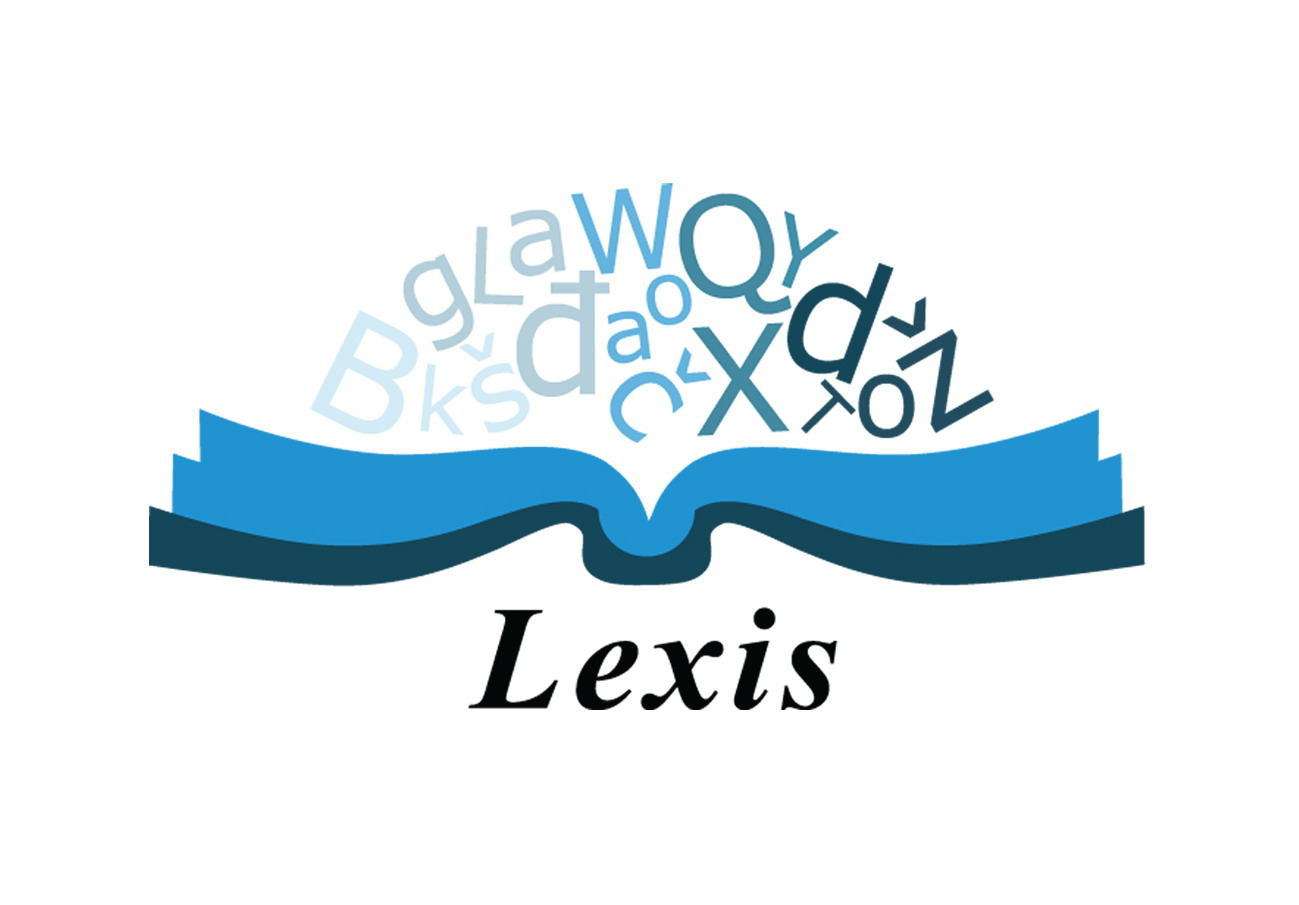 B g L a W Q Y d Ž
k š đ a o č X T o
Lexis